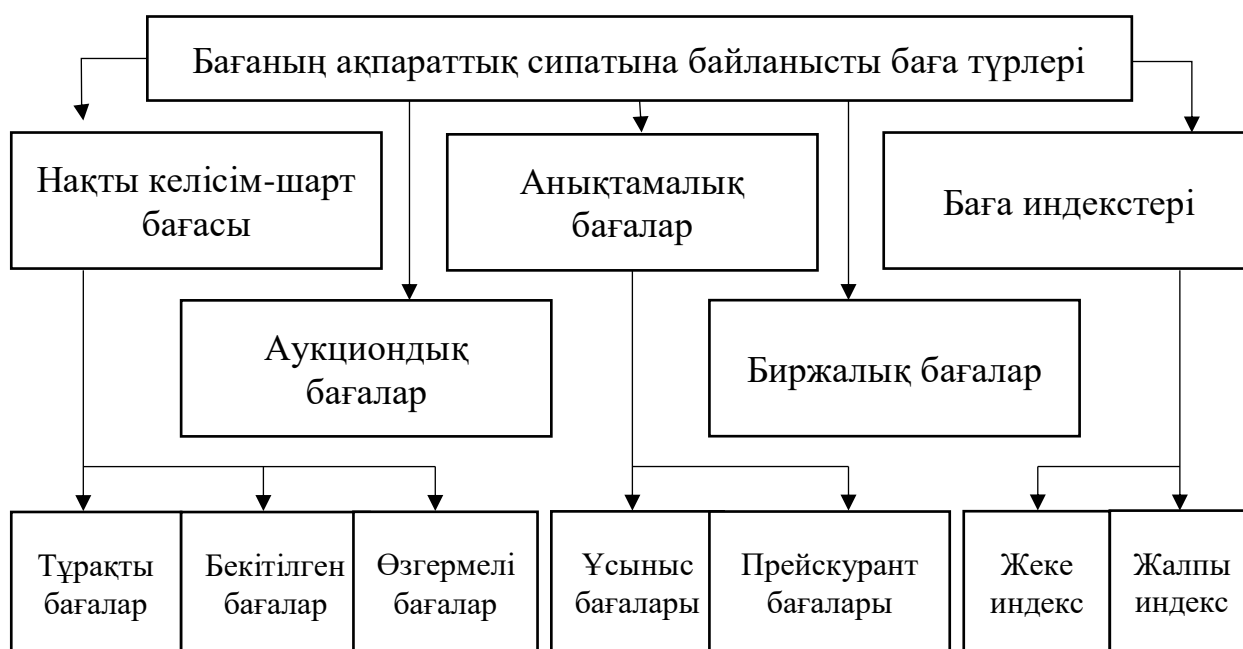 Бағаның ақпараттық сипатына байланысты баға түрлері
Нақты келісім-шарт
бағасы
Анықтамалық
бағалар
Баға индекстері
Аукциондық
бағалар
Биржалық бағалар
Тұрақты
бағалар
Бекітілген
бағалар
Өзгермелі
бағалар
Ұсыныс
бағалары
Прейскурант
бағалары
Жеке
индекс
Жалпы
индекс